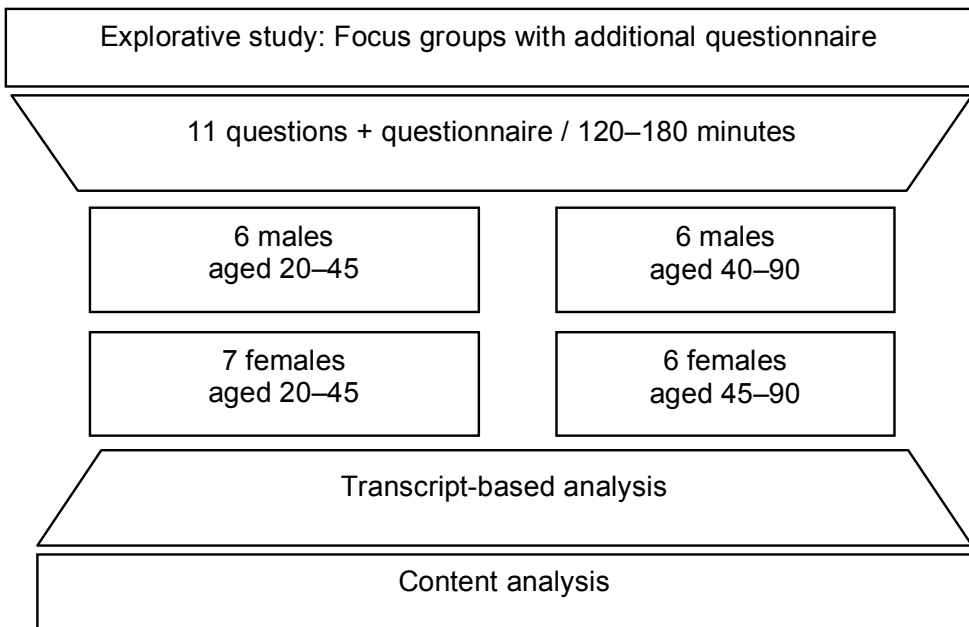 Explorative study: Focus groups with additional questionnaire
11 questions + questionnaire / 120–180 minutes
6 males
aged 20–45
6 males
aged 40–90
7 females
aged 20–45
6 females
aged 45–90
Transcript-based analysis
Content analysis